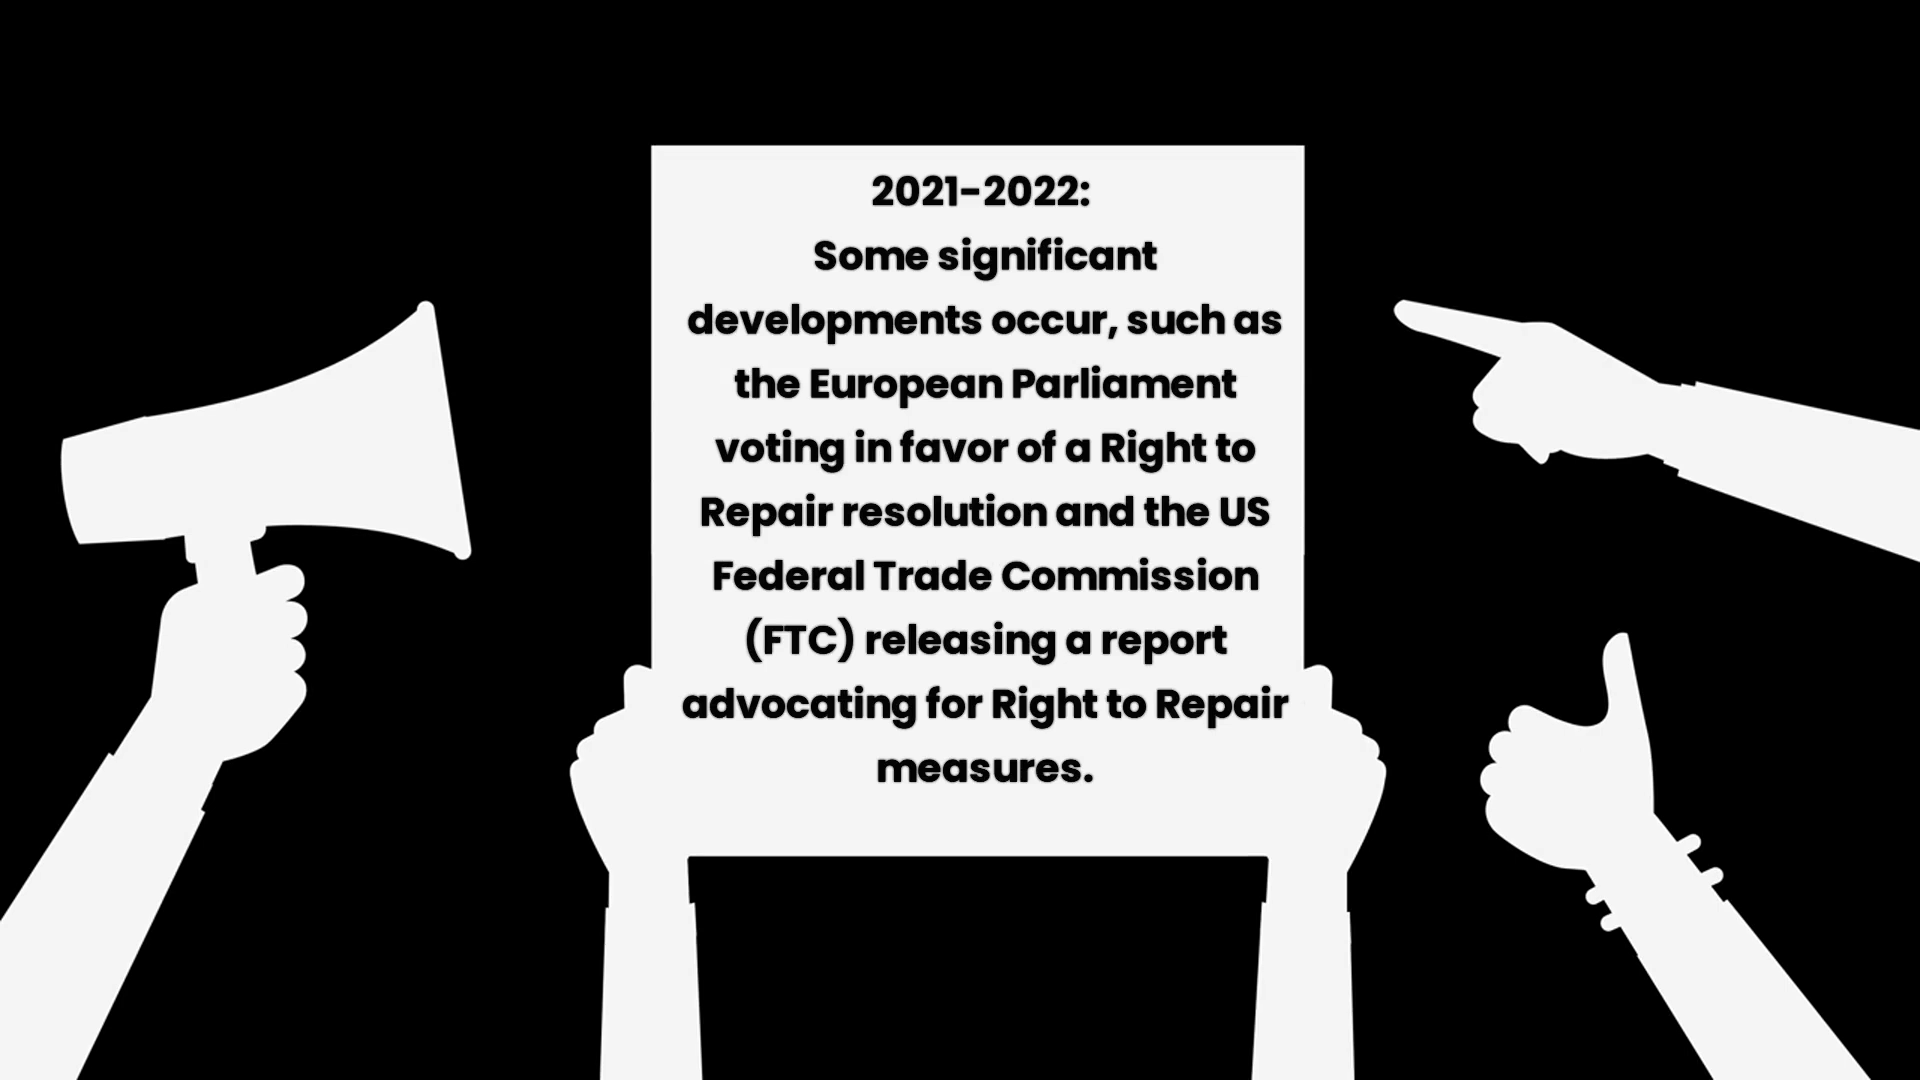 2021-2022:
Some significant
developments occur, such as
the European Parliament
voting in favor of a Right to
Repair resolution and the US
Federal Trade Commission
(FTC) releasing a report
advocating for Right to Repair
measures.